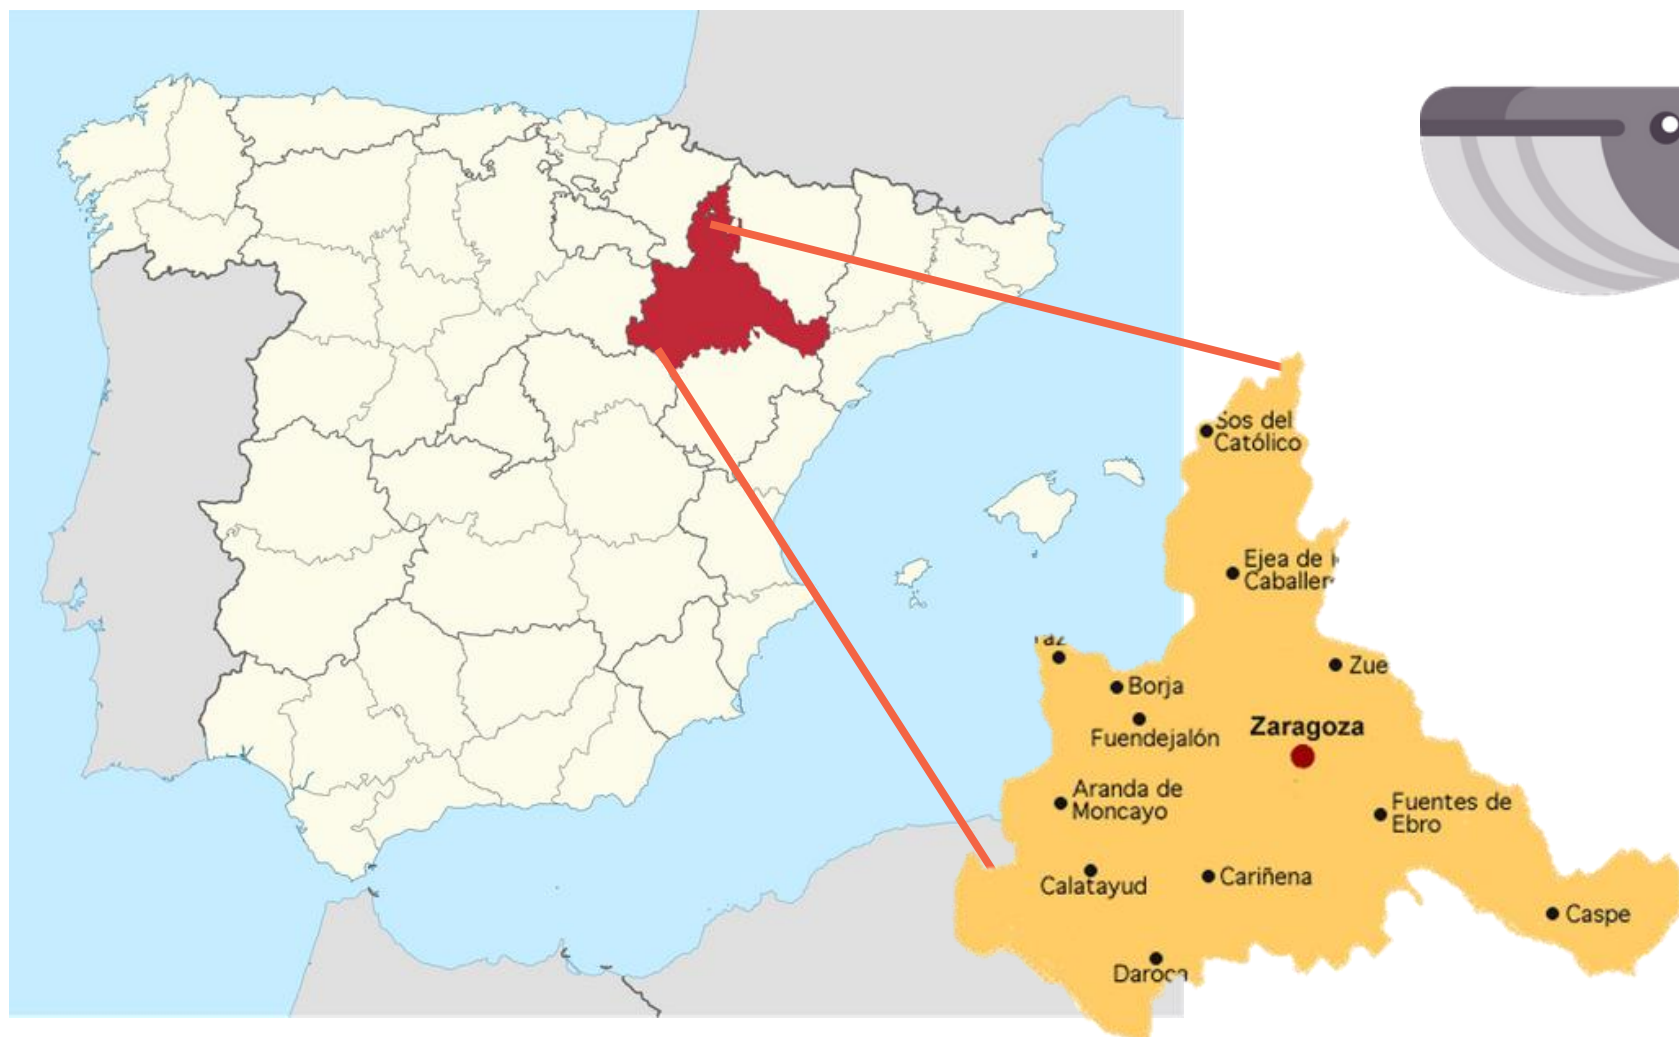 Sos del
Católico
Ejea de
Caballer
Zue
Borja
Fuendejalón
Zaragoza
Aranda de
Moncayo
Fuentes de
Ebro
Calatayud
Cariñena
Caspe
Daroca